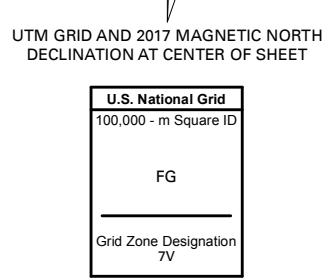 UTM GRID AND 2017 MAGNETIC NORTH
DECLINATION AT CENTER OF SHEET
U.S. National Grid
100,000 - m Square ID
FG
Grid Zone Designation
7V